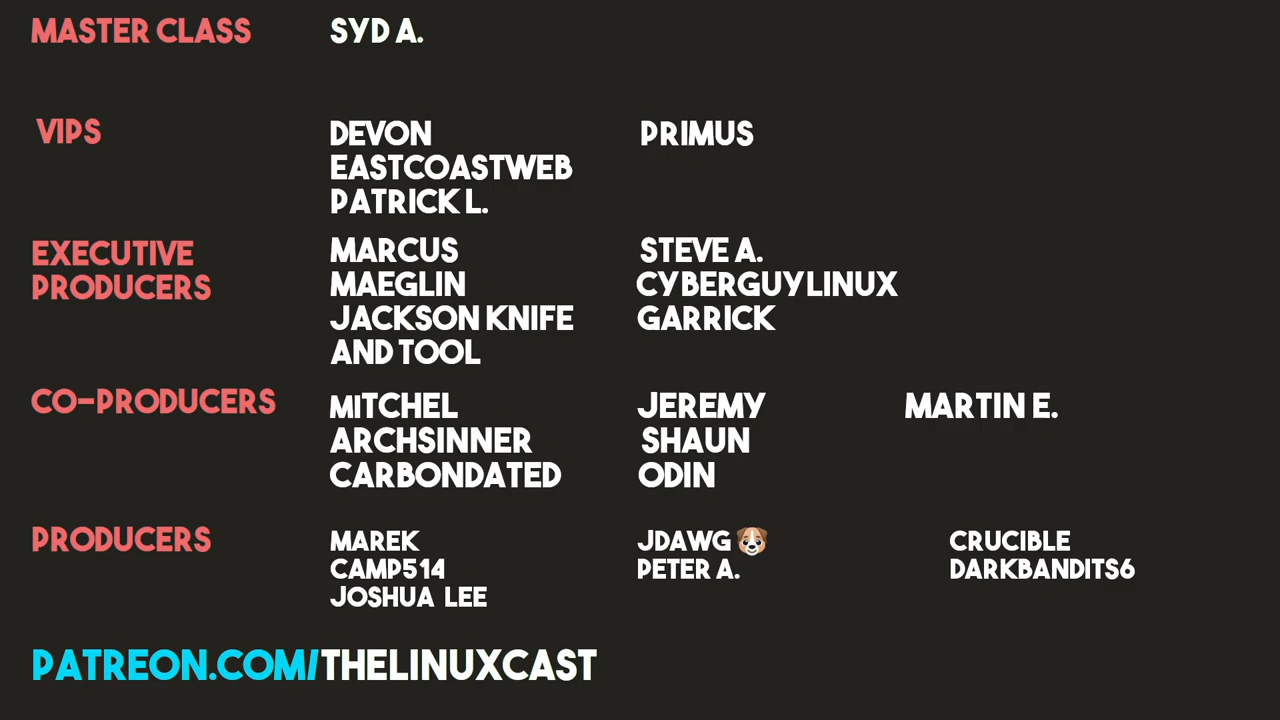 MASTER CLASS SYD A.
VIPS DEVON PRIMUS
EASTCOASTWEB
PATRICK L.
EXECUTIVE MARCUS STEVE A.
PRODUCERS MAEGLIN CYBERGUYLINUX
JACKSON KNIFE GARRICK
AND TOOL
CO-PRODUCERS MITCHEL JEREMY MARTIN E.
ARCHSINNER SHAUN
CARBONDATED ODIN
PRODUCERS MAREK JDAWG 🐶 CRUCIBLE
CAMP514 PETER A. DARKBANDITS6
JOSHUA LEE
PATREON.COM/THELINUXCAST